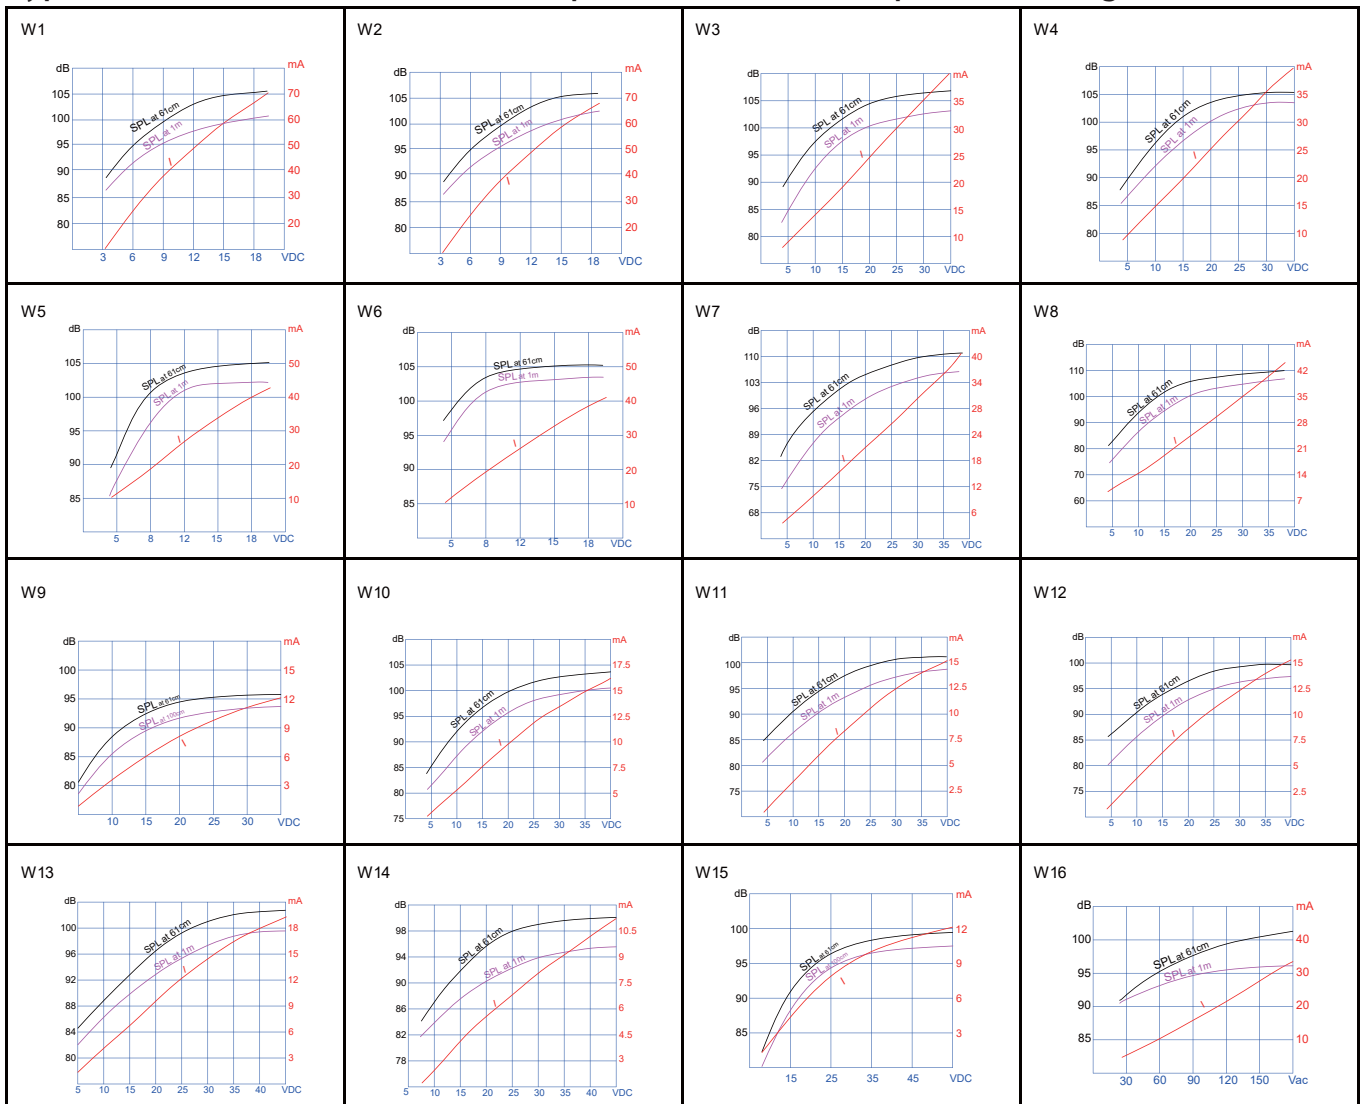 W1
dB
mA
105
100
95
90
85
80
70
60
50
40
30
20
SPL at 61cm
SPL at 1m
I
3 6 9 12 15 18 VDC
W2
dB
mA
105
100
95
90
85
80
70
60
50
40
30
20
SPL at 61cm
SPL at 1m
I
3 6 9 12 15 18 VDC
W3
dB
mA
105
100
95
90
85
80
35
30
25
20
15
10
SPL at 61cm
SPL at 1m
I
5 10 15 20 25 30 VDC
W4
dB
mA
105
100
95
90
85
80
35
30
25
20
15
10
SPL at 61cm
SPL at 1m
I
5 10 15 20 25 30 VDC
W5
dB
mA
105
100
95
90
85
50
40
30
20
10
SPL at 61cm
SPL at 1m
I
5 8 12 15 18 VDC
W6
dB
mA
105
100
95
90
85
50
40
30
20
10
SPL at 61cm
SPL at 1m
I
5 8 12 15 18 VDC
W7
dB
mA
110
103
96
89
82
75
68
40
34
28
24
18
12
6
SPL at 61cm
SPL at 1m
I
5 10 15 20 25 30 35 VDC
W8
dB
mA
110
100
90
80
70
60
42
35
28
21
14
7
SPL at 61cm
SPL at 1m
I
5 10 15 20 25 30 35 VDC
W9
dB
mA
100
95
90
85
80
15
12
9
6
3
SPL at 61cm
SPL at 100cm
I
10 15 20 25 30 VDC
W10
dB
mA
105
100
95
90
85
80
75
17.5
15
12.5
10
7.5
5
SPL at 61cm
SPL at 1m
I
5 10 15 20 25 30 35 VDC
W11
dB
mA
100
95
90
85
80
75
15
12.5
10
7.5
5
2.5
SPL at 61cm
SPL at 1m
I
5 10 15 20 25 30 35 VDC
W12
dB
mA
100
95
90
85
80
75
15
12.5
10
7.5
5
2.5
SPL at 61cm
SPL at 1m
I
5 10 15 20 25 30 35 VDC
W13
dB
mA
100
96
92
88
84
80
18
15
12
9
6
3
SPL at 61cm
SPL at 1m
I
5 10 15 20 25 30 35 40 VDC
W14
dB
mA
98
94
90
86
82
78
10.5
9
7.5
6
4.5
3
SPL at 61cm
SPL at 1m
I
5 10 15 20 25 30 35 40 VDC
W15
dB
mA
100
95
90
85
12
9
6
3
SPL at 61cm
SPL at 100cm
I
15 25 35 45 VDC
W16
dB
mA
100
95
90
85
40
30
20
10
SPL at 61cm
SPL at 1m
I
30 60 90 120 150 Vac